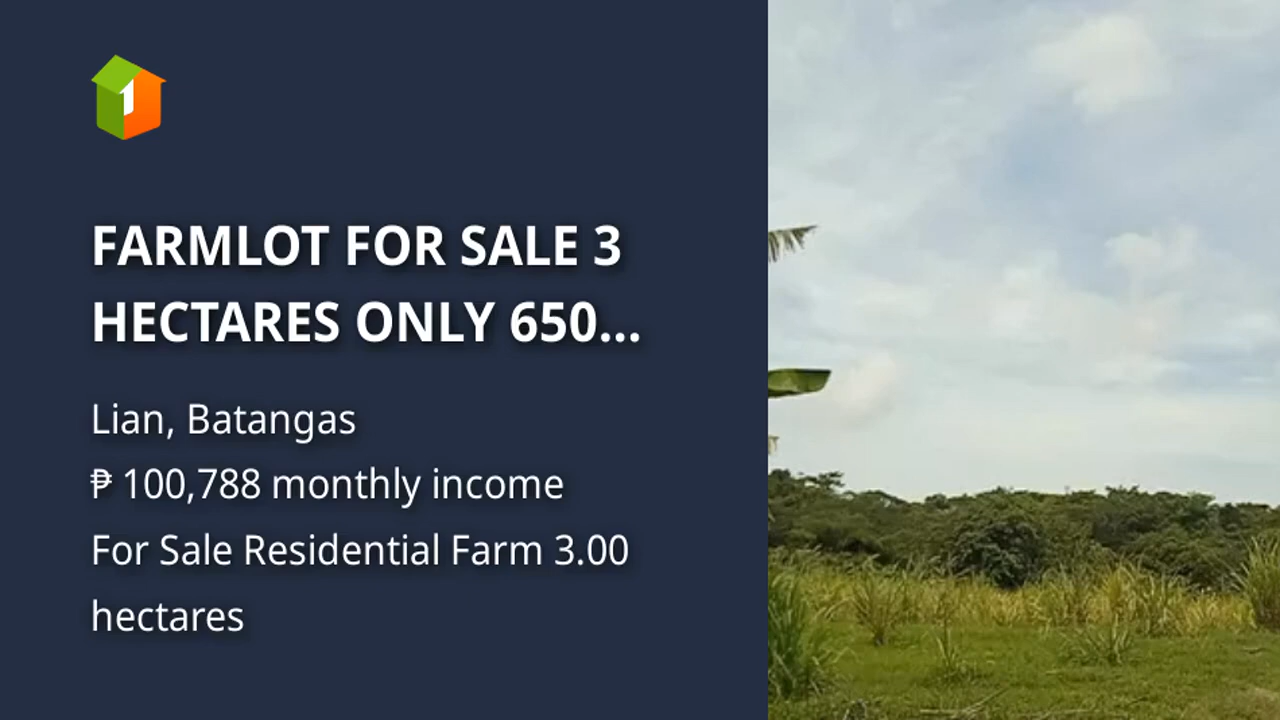 FARMLOT FOR SALE 3
HECTARES ONLY 650...
Lian, Batangas
₱ 100,788 monthly income
For Sale Residential Farm 3.00
hectares